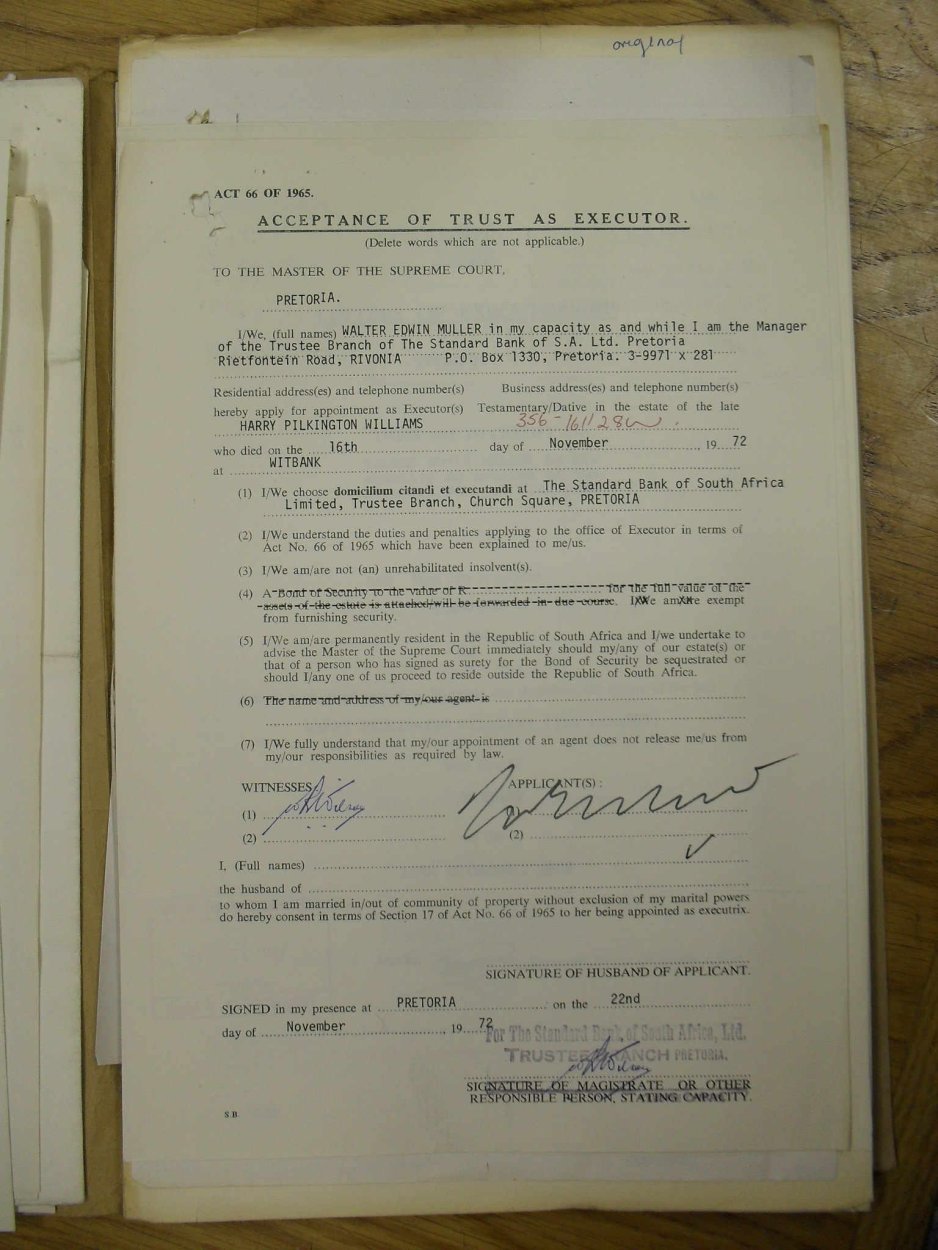 original
ACT 66 OF 1965.
ACCEPTANCE OF TRUST AS EXECUTOR.
(Delete words which are not applicable.)
TO THE MASTER OF THE SUPREME COURT,
PRETORIA.
I/We, (full names) WALTER EDWIN MULLER in my capacity as and while I am the Manager
of the Trustee Branch of The Standard Bank of S.A. Ltd. Pretoria
Rietfontein Road, RIVONIA P.O. Box 1330, Pretoria. 3-9971 x 281
Residential address(es) and telephone number(s) Business address(es) and telephone number(s)
hereby apply for appointment as Executor(s) Testamentary/Dative in the estate of the late
HARRY PILKINGTON WILLIAMS 356-161128
who died on the 16th day of November 19 72
at WITBANK
(1) I/We choose domicilium citandi et executandi at The Standard Bank of South Africa
Limited, Trustee Branch, Church Square, PRETORIA
(2) I/We understand the duties and penalties applying to the office of Executor in terms of
Act No. 66 of 1965 which have been explained to me/us.
(3) I/We am/are not (an) unrehabilitated insolvent(s).
(4) A Bond of Security to the value of R for the full value of the
assets of the estate is attached/will be forwarded in due course. I/We am/are exempt
from furnishing security.
(5) I/We am/are permanently resident in the Republic of South Africa and I/we undertake to
advise the Master of the Supreme Court immediately should my/any of our estate(s) or
that of a person who has signed as surety for the Bond of Security be sequestrated or
should I/any one of us proceed to reside outside the Republic of South Africa.
(6) The name and address of my/our agent is
(7) I/We fully understand that my/our appointment of an agent does not release me/us from
my/our responsibilities as required by law.
WITNESSES: APPLICANT(S):
(1)
(2) (2)
I, (Full names)
the husband of
to whom I am married in/out of community of property without exclusion of my marital powers
do hereby consent in terms of Section 17 of Act No. 66 of 1965 to her being appointed as executrix.
SIGNATURE OF HUSBAND OF APPLICANT.
SIGNED in my presence at PRETORIA on the 22nd
day of November 19 72
For The Standard Bank of South Africa, Ltd.
TRUSTEE BRANCH PRETORIA.
SIGNATURE OF MAGISTRATE OR OTHER
RESPONSIBLE PERSON, STATING CAPACITY.
S.B.